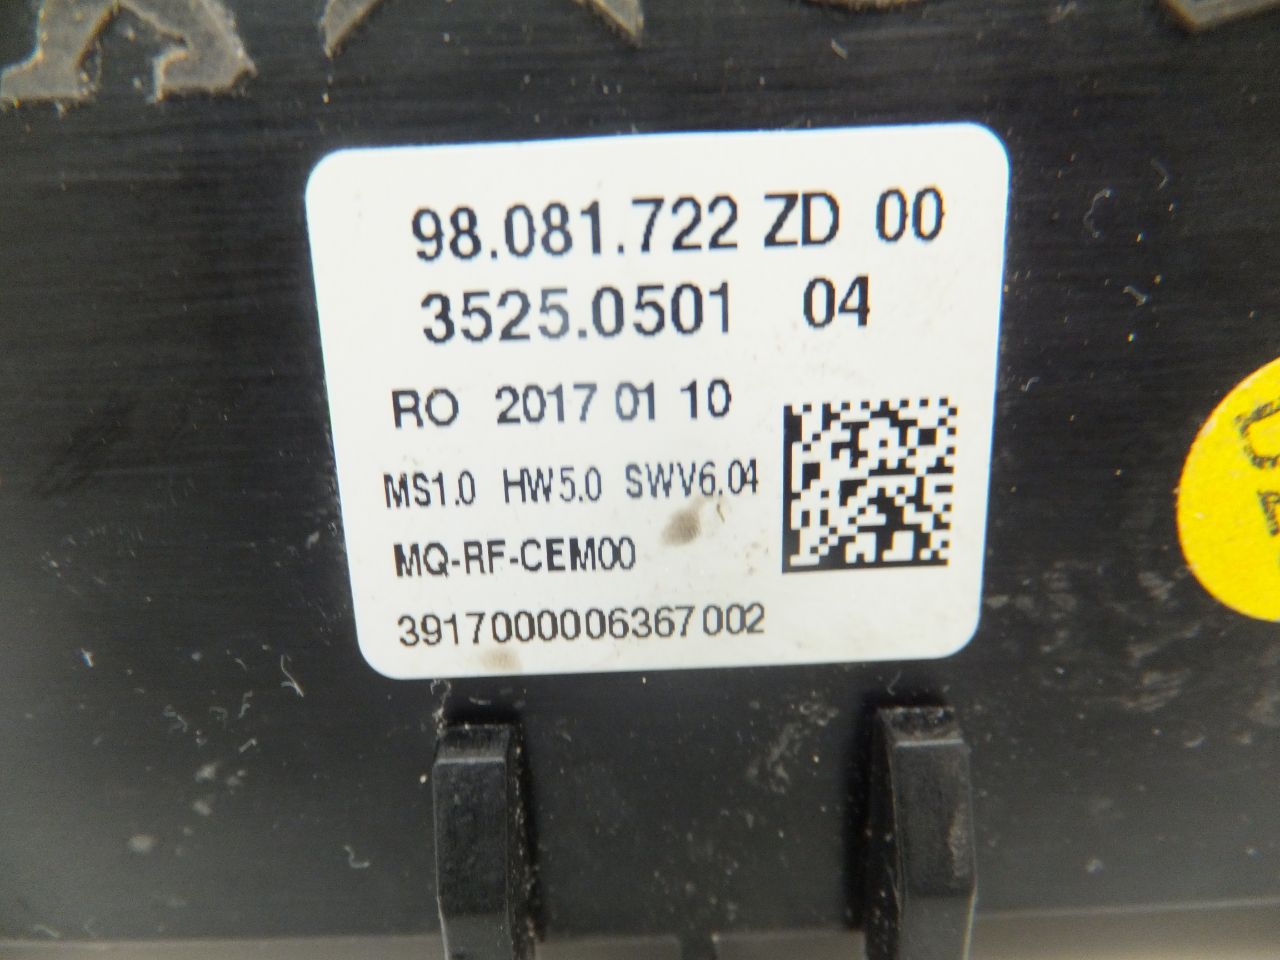 98.081.722 ZD 00
3525.0501 04
RO 2017 01 10
MS1.0 HW5.0 SWV6.04
MQ-RF-CEM00
3917000006367002